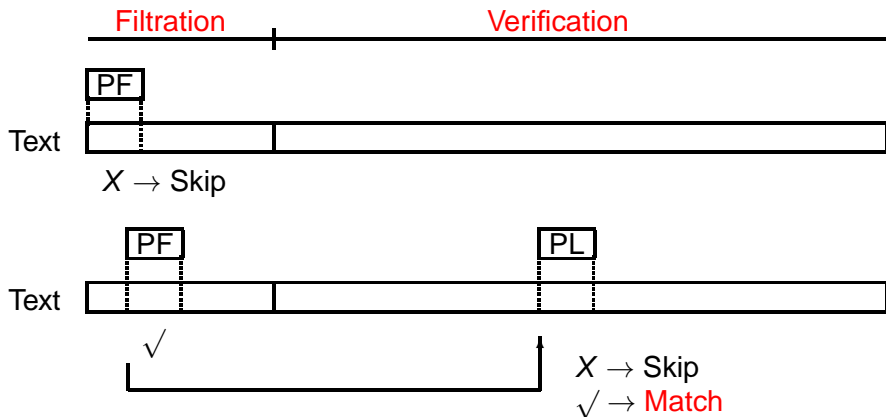 Filtration Verification
PF
Text
X → Skip
PF PL
Text
√
X → Skip
√ → Match